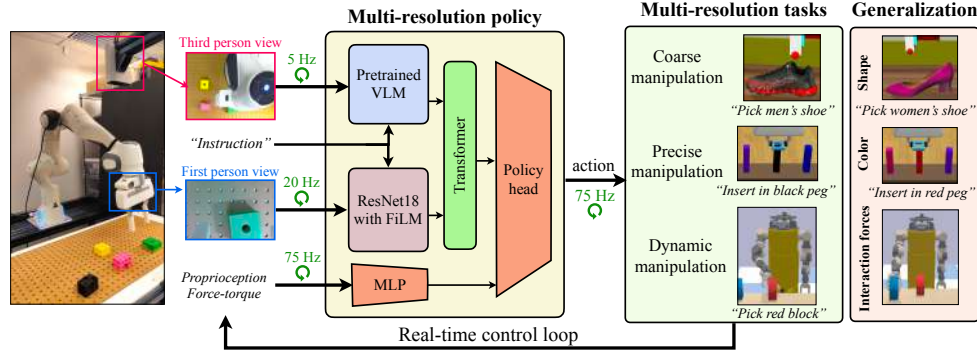 Multi-resolution policy
Multi-resolution tasks
Generalization
Third person view
5 Hz
Pretrained
VLM
"Instruction"
First person view
20 Hz
ResNet18
with FiLM
Transformer
Policy
head
75 Hz
Proprioception
Force-torque
MLP
action
75 Hz
Coarse
manipulation
"Pick men's shoe"
Shape
"Pick women's shoe"
Precise
manipulation
"Insert in black peg"
Color
"Insert in red peg"
Dynamic
manipulation
"Pick red block"
Interaction forces
Real-time control loop